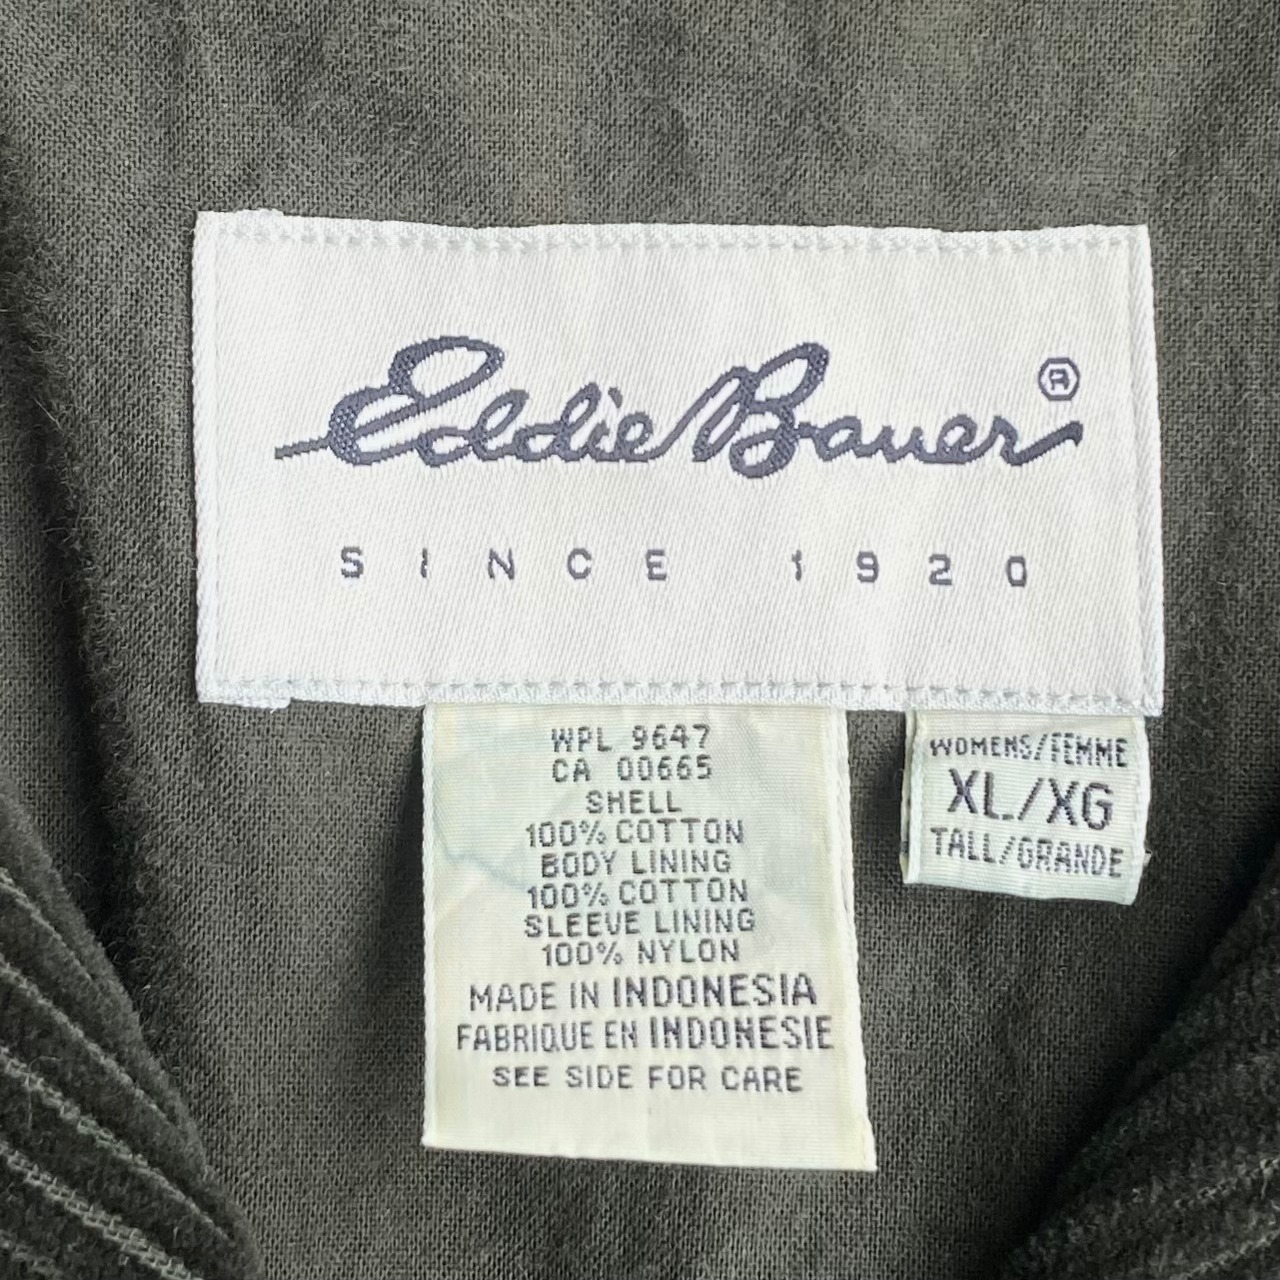 Eddie Bauer ®
SINCE 1920
WPL 9647
CA 00665
SHELL
100% COTTON
BODY LINING
100% COTTON
SLEEVE LINING
100% NYLON
MADE IN INDONESIA
FABRIQUE EN INDONESIE
SEE SIDE FOR CARE
WOMENS/FEMME
XL/XG
TALL/GRANDE